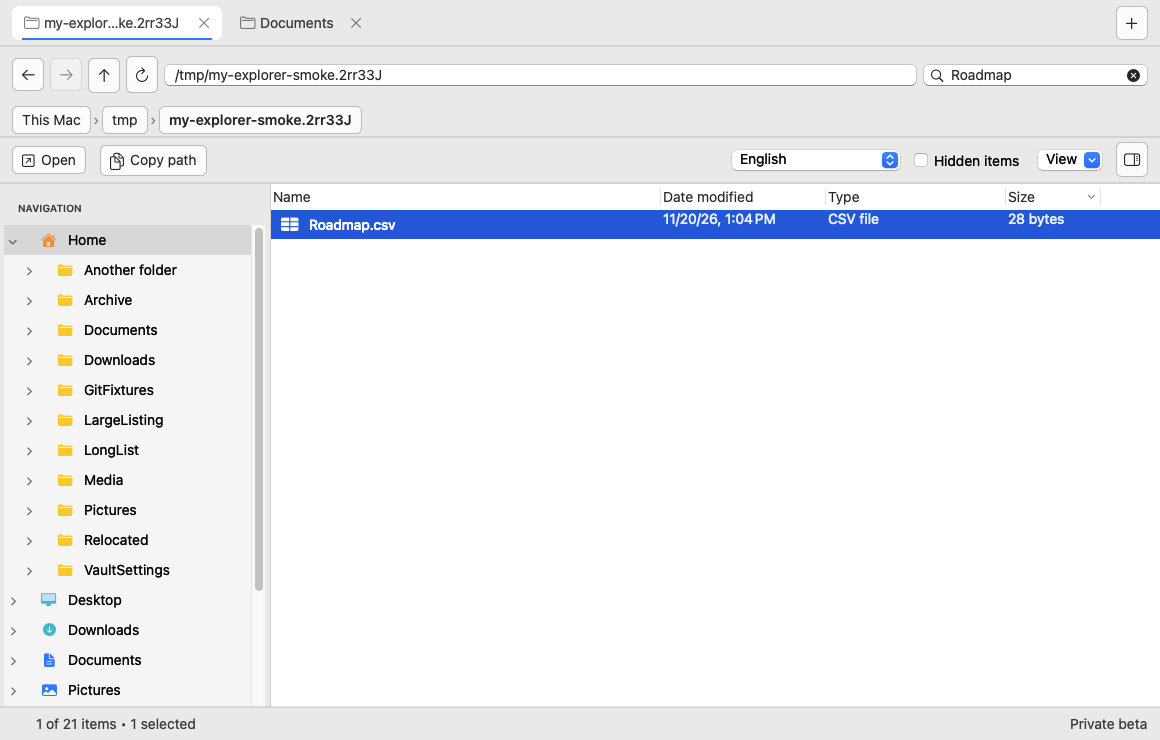 my-explor...ke.2rr33J
Documents
/tmp/my-explorer-smoke.2rr33J
Roadmap
This Mac › tmp › my-explorer-smoke.2rr33J
Open
Copy path
English
Hidden items
View
NAVIGATION
Home
Another folder
Archive
Documents
Downloads
GitFixtures
LargeListing
LongList
Media
Pictures
Relocated
VaultSettings
Desktop
Downloads
Documents
Pictures
Name Date modified Type Size
Roadmap.csv 11/20/26, 1:04 PM CSV file 28 bytes
1 of 21 items • 1 selected
Private beta